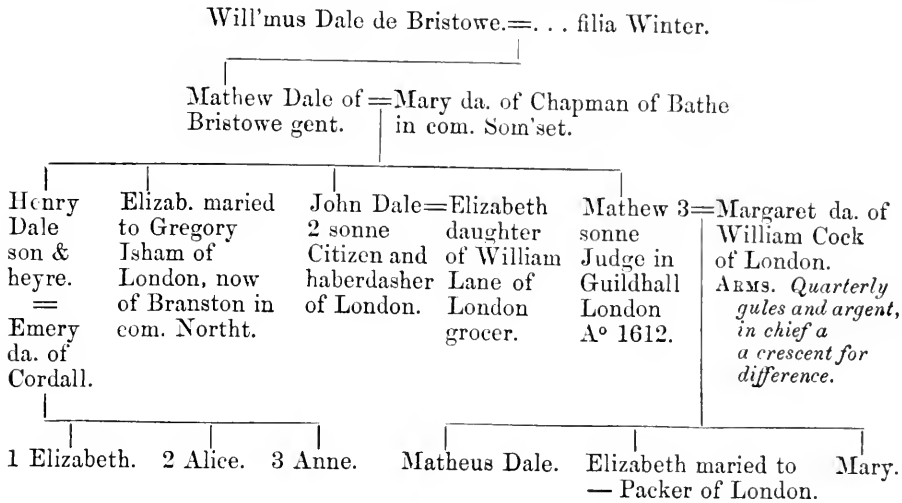 Will'mus Dale de Bristowe.=. . . filia Winter.
Mathew Dale of=Mary da. of Chapman of Bathe
Bristowe gent. in com. Som'set.
Henry
Dale
son &
heyre.
=
Emery
da. of
Cordall.
Elizab. maried
to Gregory
Isham of
London, now
of Branston in
com. Northt.
John Dale=Elizabeth
2 sonne
Citizen and
haberdasher
of London.
daughter
of William
Lane of
London
grocer.
Mathew 3=Margaret da. of
sonne
Judge in
Guildhall
London
Aº 1612.
William Cock
of London.
ARMS. Quarterly
gules and argent,
in chief a
a crescent for
difference.
1 Elizabeth. 2 Alice. 3 Anne.
Matheus Dale.
Elizabeth maried to
— Packer of London.
Mary.